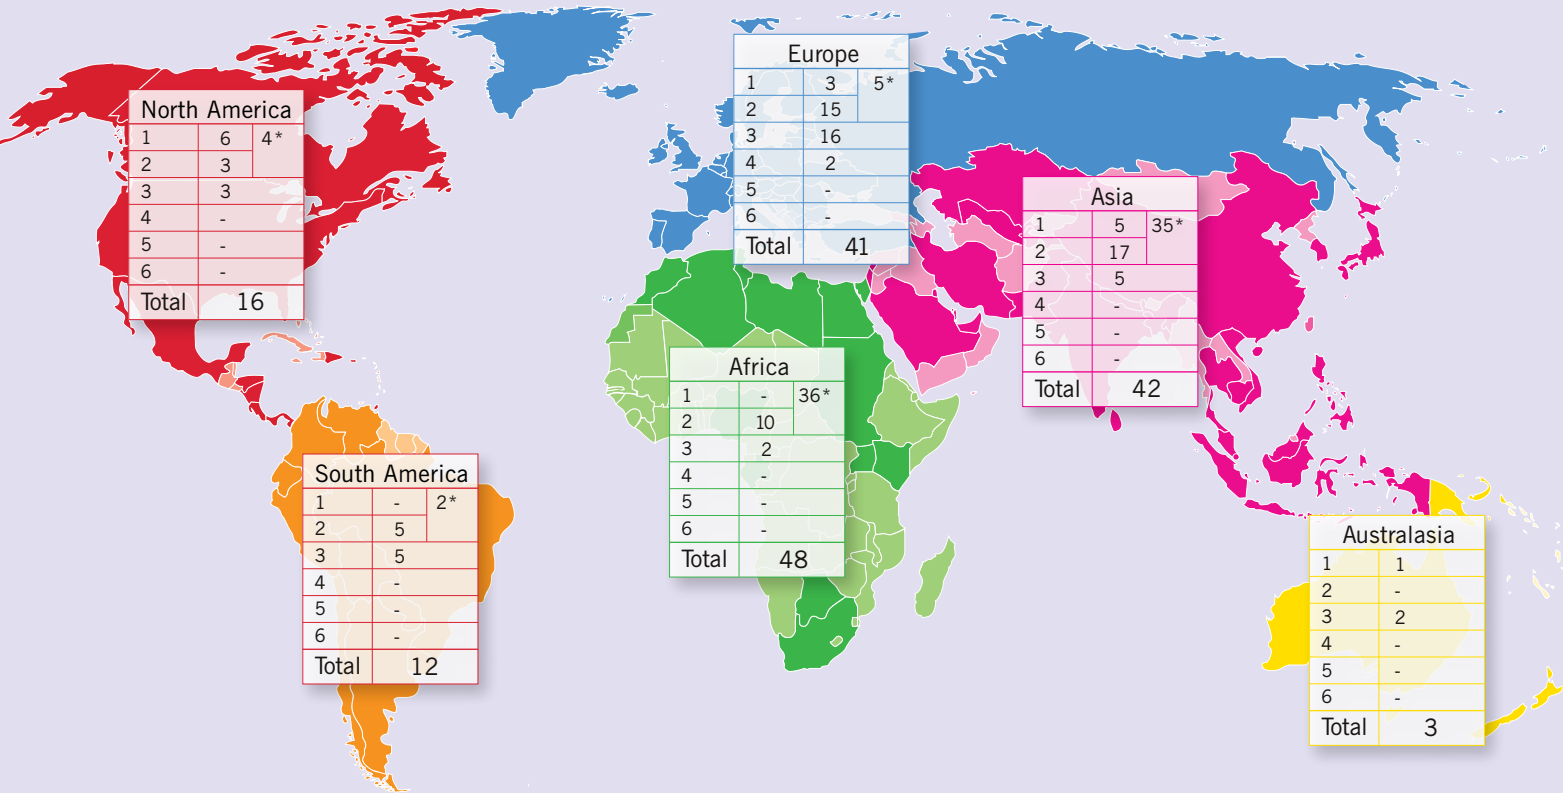 North America
1 6 4*
2 3
3 3
4 -
5 -
6 -
Total 16
Europe
1 3 5*
2 15
3 16
4 2
5 -
6 -
Total 41
Asia
1 5 35*
2 17
3 5
4 -
5 -
6 -
Total 42
Africa
1 - 36*
2 10
3 2
4 -
5 -
6 -
Total 48
South America
1 - 2*
2 5
3 5
4 -
5 -
6 -
Total 12
Australasia
1 1
2 -
3 2
4 -
5 -
6 -
Total 3